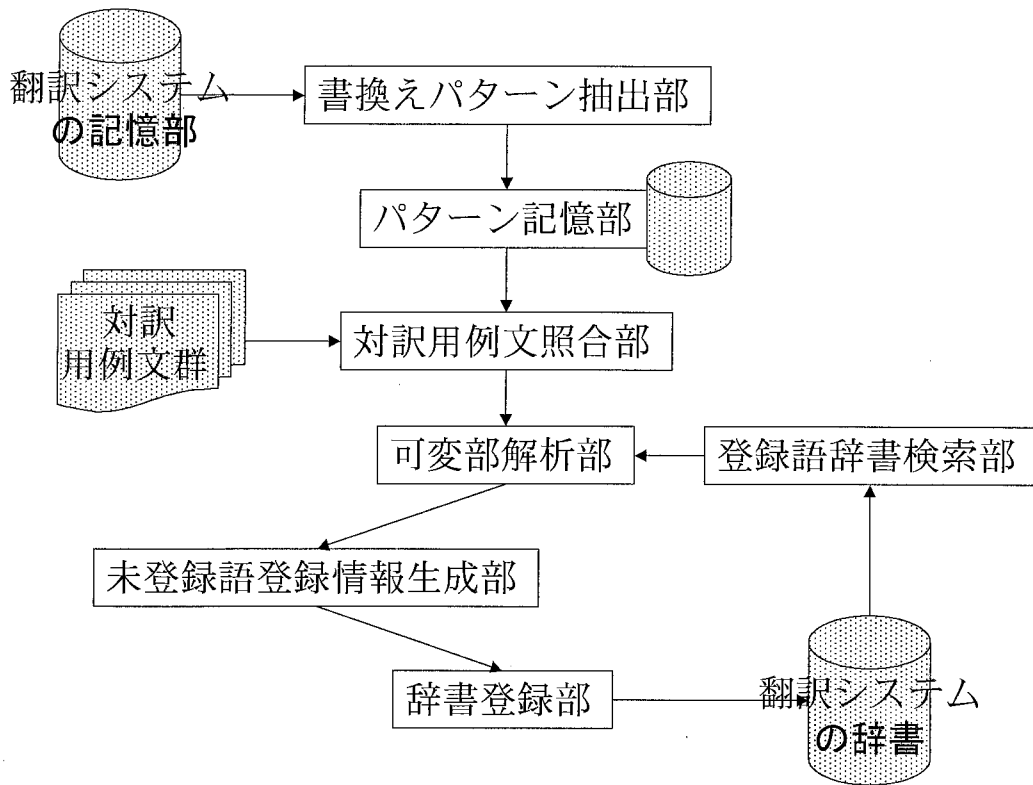 翻訳システム
の記憶部
書換えパターン抽出部
パターン記憶部
対訳
用例文群
対訳用例文照合部
可変部解析部
登録語辞書検索部
未登録語登録情報生成部
辞書登録部
翻訳システム
の辞書